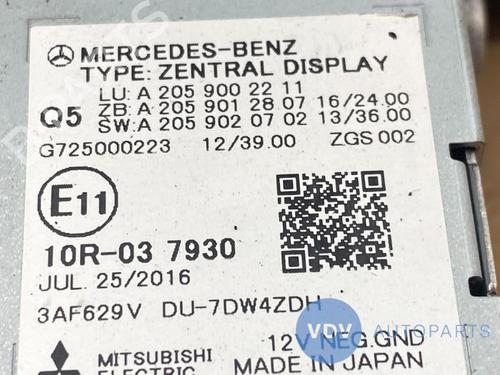 MERCEDES-BENZ
TYPE: ZENTRAL DISPLAY
LU: A 205 900 22 11
Q5 ZB: A 205 901 28 07 16/24.00
SW: A 205 902 07 02 13/36.00
G725000223 12/39.00 ZGS 002
E11
10R-03 7930
JUL. 25/2016
3AF629V DU-7DW4ZDH
VDV AUTOPARTS
12V NEG.GND
MITSUBISHI
ELECTRIC MADE IN JAPAN